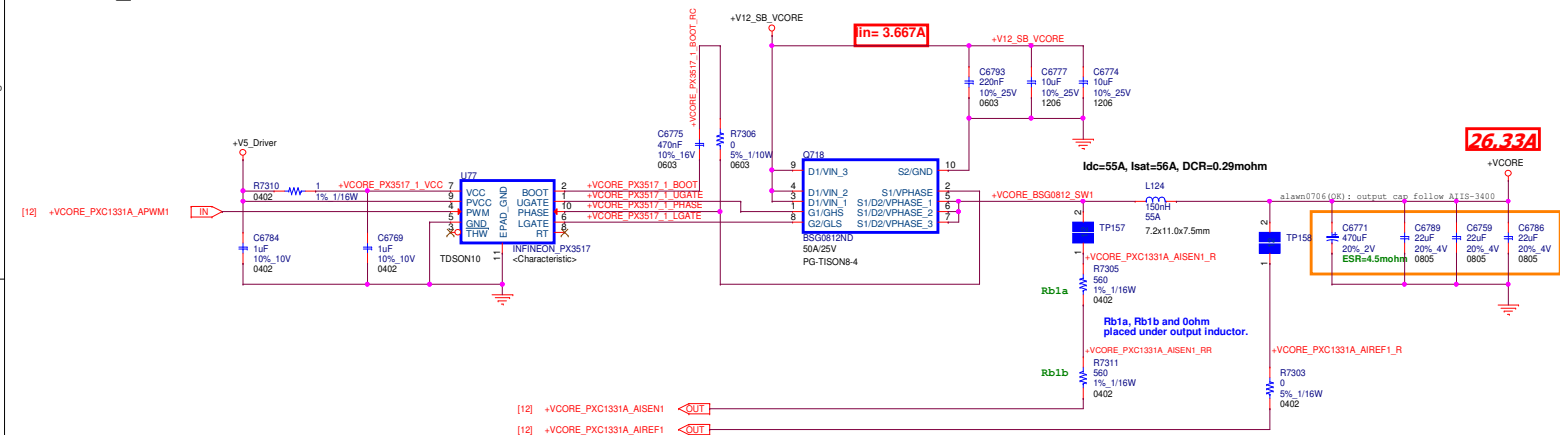 +VCORE_PX3517_1_BOOT_RC
+V12_SB_VCORE
Iin= 3.667A
+V12_SB_VCORE
C6793
220nF
10%_25V
0603
C6777
10uF
10%_25V
1206
C6774
10uF
10%_25V
1206
C6775
470nF
10%_16V
0603
R7306
0
5%_1/10W
0603
+V5_Driver
R7310
1
0402
1%_1/16W
+VCORE_PX3517_1_VCC
[12] +VCORE_PXC1331A_APWM1
IN
C6784
1uF
10%_10V
0402
C6769
1uF
10%_10V
0402
U77
7 VCC
9 PVCC
4 PWM
5 GND
3 THW
EPAD_GND
11
BOOT 2
UGATE 1
PHASE 10
LGATE 6
RT 8
TDSON10
INFINEON_PX3517
<Characteristic>
+VCORE_PX3517_1_BOOT
+VCORE_PX3517_1_UGATE
+VCORE_PX3517_1_PHASE
+VCORE_PX3517_1_LGATE
Q718
9 D1/VIN_3
4 D1/VIN_2
3 D1/VIN_1
1 G1/GHS
8 G2/GLS
S2/GND 10
S1/VPHASE 2
S1/D2/VPHASE_1 5
S1/D2/VPHASE_2 6
S1/D2/VPHASE_3 7
BSG0812ND
50A/25V
PG-TISON8-4
Idc=55A, Isat=56A, DCR=0.29mohm
+VCORE_BSG0812_SW1
L124
150nH
55A
7.2x11.0x7.5mm
alawn0706(OK): output cap follow AIIS-3400
26.33A
+VCORE
2
TP157
1
+VCORE_PXC1331A_AISEN1_R
Rb1a
R7305
560
1%_1/16W
0402
Rb1a, Rb1b and 0ohm
placed under output inductor.
+VCORE_PXC1331A_AISEN1_RR
Rb1b
R7311
560
1%_1/16W
0402
2
TP158
1
+VCORE_PXC1331A_AIREF1_R
R7303
0
5%_1/16W
0402
C6771
470uF
20%_2V
ESR=4.5mohm
C6789
22uF
20%_4V
0805
C6759
22uF
20%_4V
0805
C6786
22uF
20%_4V
0805
[12] +VCORE_PXC1331A_AISEN1
OUT
[12] +VCORE_PXC1331A_AIREF1
OUT